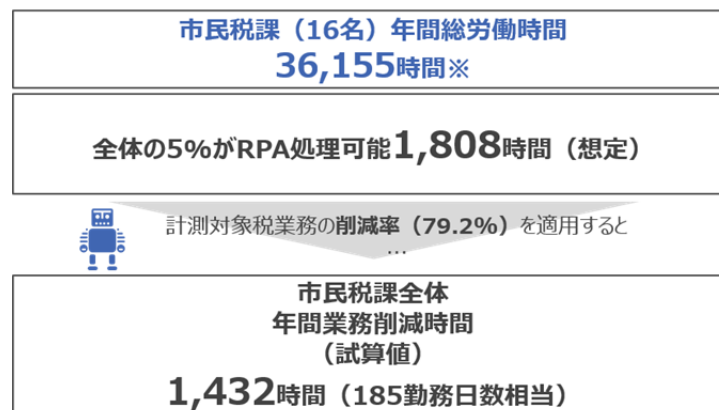 市民税課（16名）年間総労働時間
36,155時間※
全体の5%がRPA処理可能1,808時間（想定）
計測対象税業務の削減率（79.2%）を適用すると
…
市民税課全体
年間業務削減時間
（試算値）
1,432時間（185勤務日数相当）